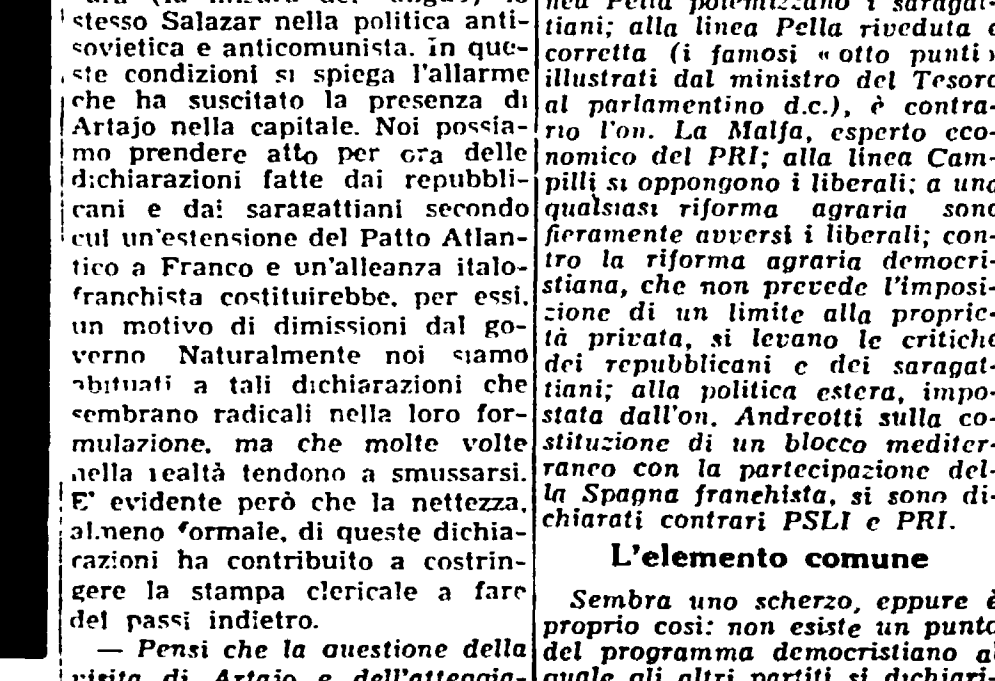 stesso Salazar nella politica anti-
sovietica e anticomunista. In que-
ste condizioni si spiega l'allarme
che ha suscitato la presenza di
Artajo nella capitale. Noi possia-
mo prendere atto per ora delle
dichiarazioni fatte dai repubbli-
cani e dai saragattiani secondo
cui un'estensione del Patto Atlan-
tico a Franco e un'alleanza italo-
franchista costituirebbe, per essi,
un motivo di dimissioni dal go-
verno Naturalmente noi siamo
abituati a tali dichiarazioni che
sembrano radicali nella loro for-
mulazione, ma che molte volte
nella realtà tendono a smussarsi.
E' evidente però che la nettezza,
almeno formale, di queste dichia-
razioni ha contribuito a costrin-
gere la stampa clericale a fare
dei passi indietro.
— Pensi che la questione della
visita di Artajo e dell'atteggia-
nea Pella polemizzano i saragat-
tiani; alla linea Pella riveduta e
corretta (i famosi « otto punti »
illustrati dal ministro del Tesoro
al parlamentino d.c.), è contra-
rio l'on. La Malfa, esperto eco-
nomico del PRI; alla linea Cam-
pilli si oppongono i liberali; a una
qualsiasi riforma agraria sono
fieramente avversi i liberali; con-
tro la riforma agraria democri-
stiana, che non prevede l'imposi-
zione di un limite alla proprie-
tà privata, si levano le critiche
dei repubblicani e dei saragat-
tiani; alla politica estera, impo-
stata dall'on. Andreotti sulla co-
stituzione di un blocco mediter-
raneo con la partecipazione del-
la Spagna franchista, si sono di-
chiarati contrari PSLI e PRI.
L'elemento comune
Sembra uno scherzo, eppure è
proprio così: non esiste un punto
del programma democristiano al
quale gli altri partiti si dichiari-